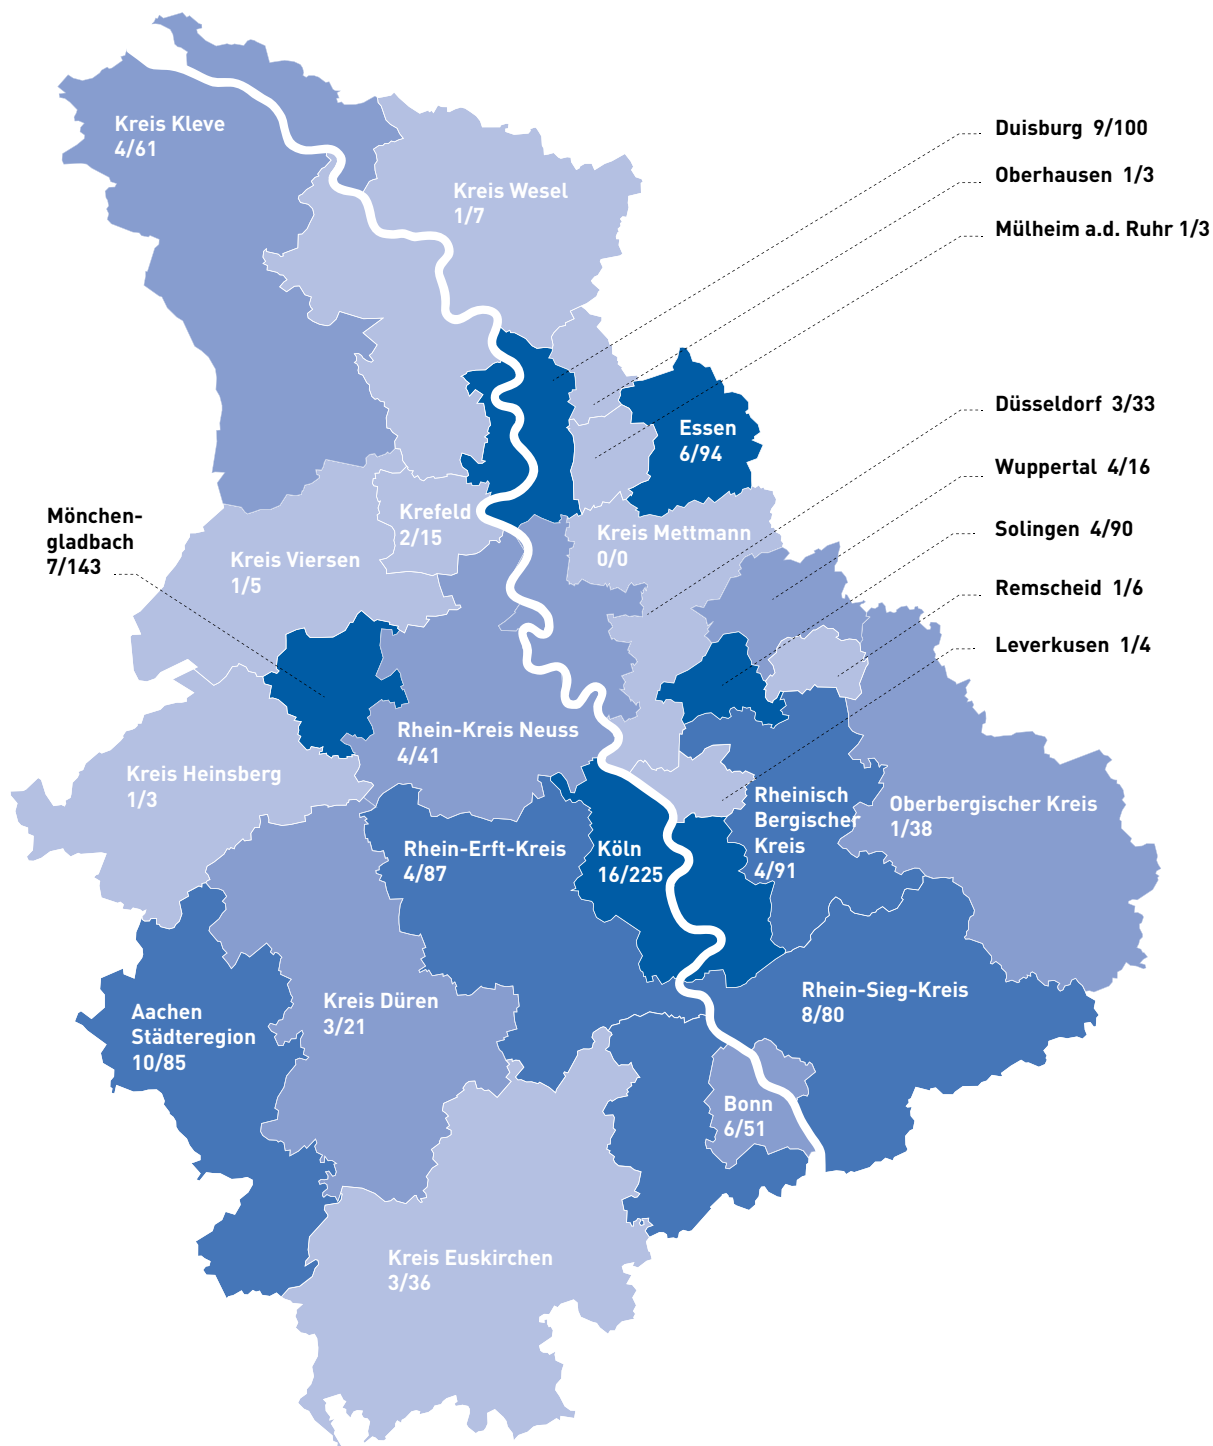 Kreis Kleve
4/61
Kreis Wesel
1/7
Duisburg 9/100
Oberhausen 1/3
Mülheim a.d. Ruhr 1/3
Düsseldorf 3/33
Wuppertal 4/16
Solingen 4/90
Remscheid 1/6
Leverkusen 1/4
Essen
6/94
Krefeld
2/15
Kreis Mettmann
0/0
Mönchen-
gladbach
7/143
Kreis Viersen
1/5
Rhein-Kreis Neuss
4/41
Kreis Heinsberg
1/3
Rheinisch
Bergischer
Kreis
4/91
Oberbergischer Kreis
1/38
Rhein-Erft-Kreis
4/87
Köln
16/225
Aachen
Städteregion
10/85
Kreis Düren
3/21
Rhein-Sieg-Kreis
8/80
Bonn
6/51
Kreis Euskirchen
3/36